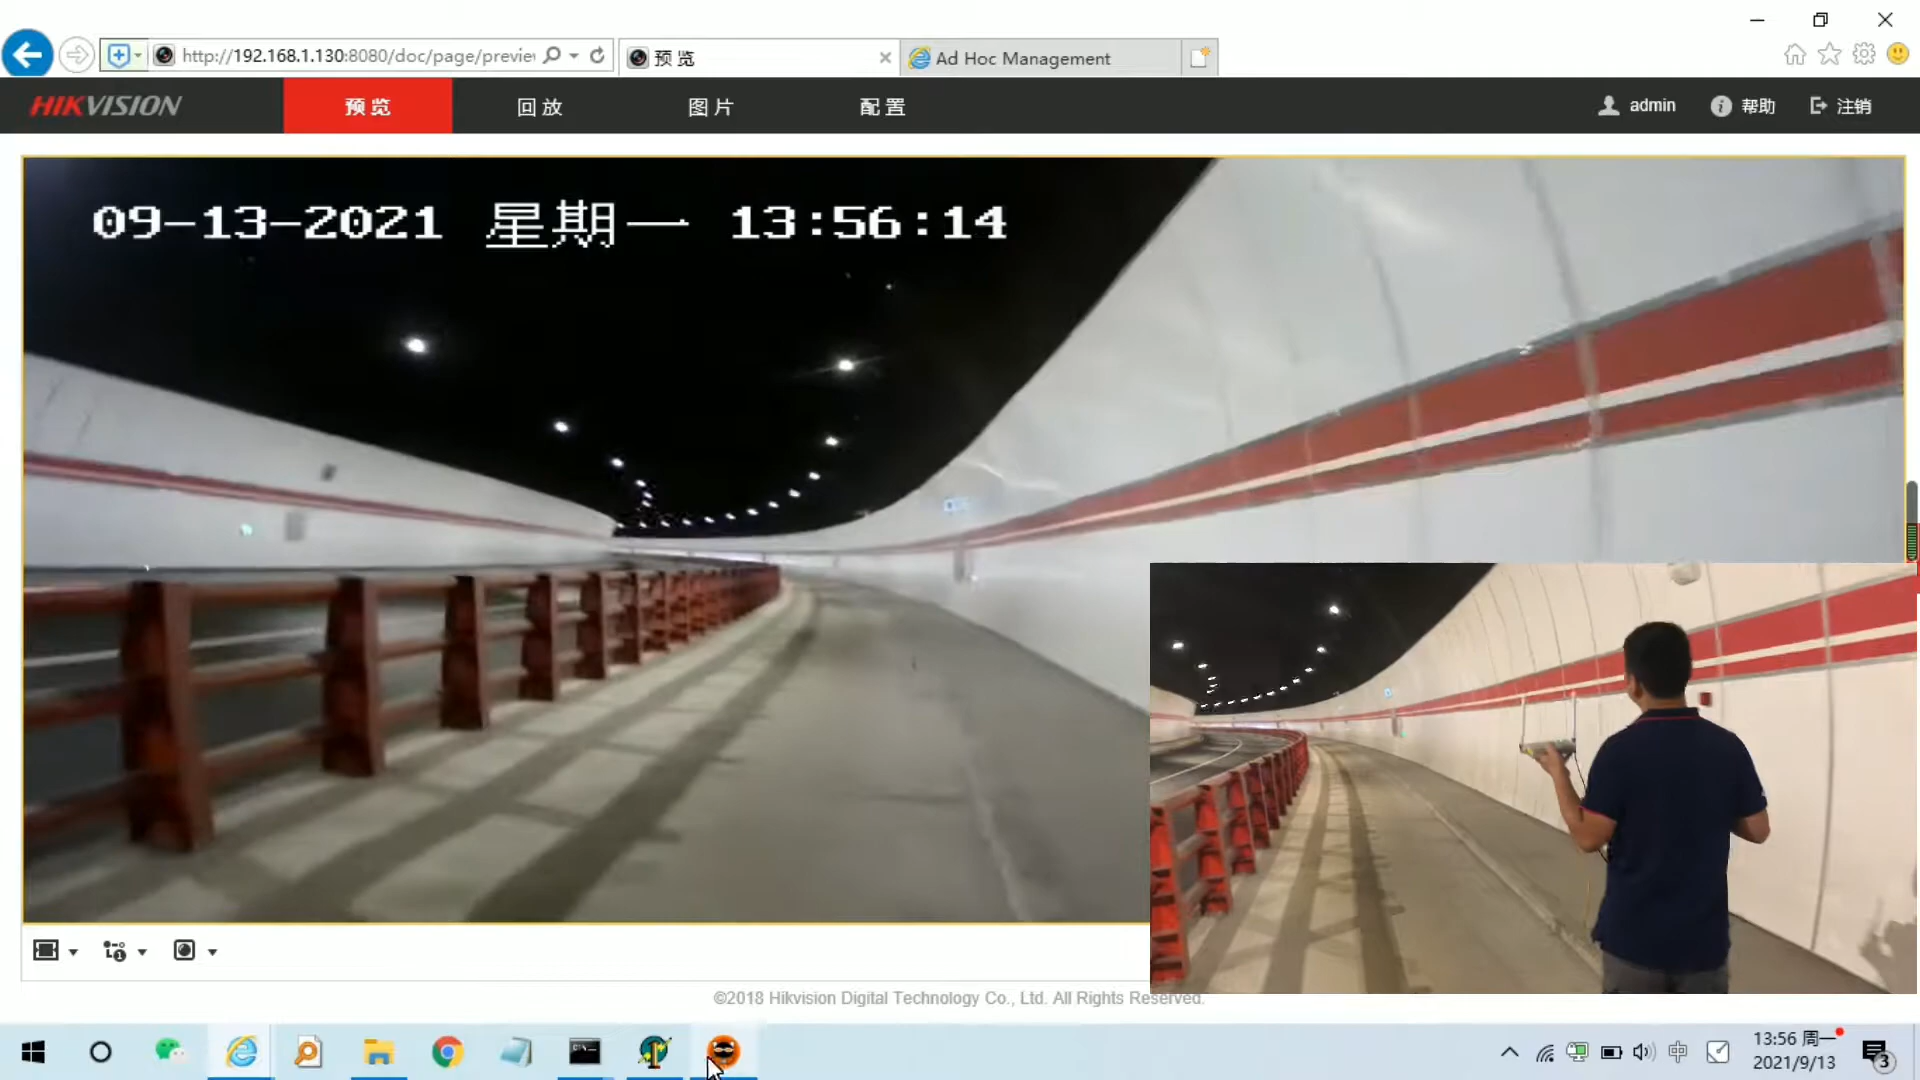 http://192.168.1.130:8080/doc/page/previe
预览
Ad Hoc Management
HIKVISION
预览
回放
图片
配置
admin
帮助
注销
09-13-2021 星期一 13:56:14
©2018 Hikvision Digital Technology Co., Ltd. All Rights Reserved.
中
13:56 周一
2021/9/13
3